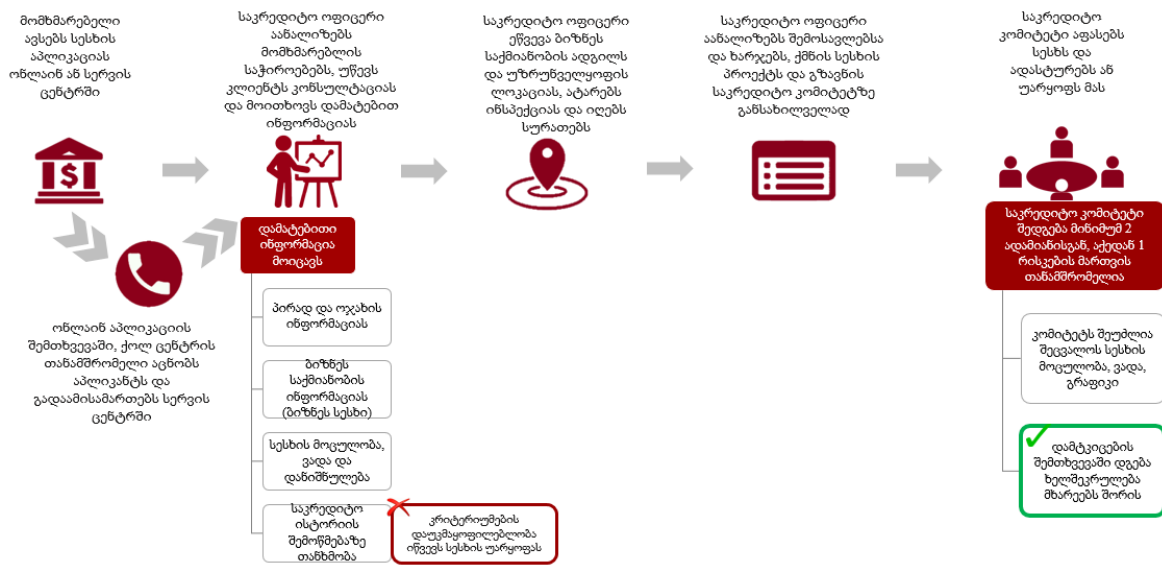 მომხმარებელი
ავსებს სესხის
აპლიკაციას
ონლაინ ან სერვის
ცენტრში
საკრედიტო ოფიცერი
აანალიზებს
მომხმარებლის
საჭიროებებს, უწევს
კლიენტს კონსულტაციას
და მოითხოვს დამატებით
ინფორმაციას
საკრედიტო ოფიცერი
ეწვევა ბიზნეს
საქმიანობის ადგილს
და უზრუნველყოფის
ლოკაციას, ატარებს
ინსპექციას და იღებს
სურათებს
საკრედიტო ოფიცერი
აანალიზებს შემოსავლებსა
და ხარჯებს, ქმნის სესხის
პროექტს და გზავნის
საკრედიტო კომიტეტზე
განსახილველად
საკრედიტო
კომიტეტი აფასებს
სესხს და
ადასტურებს ან
უარყოფს მას
$
ონლაინ აპლიკაციის
შემთხვევაში, ქოლ ცენტრის
თანამშრომელი აცნობს
აპლიკანტს და
გადაამისამართებს სერვის
ცენტრში
დამატებითი
ინფორმაცია
მოიცავს
პირად და ოჯახის
ინფორმაციას
ბიზნეს
საქმიანობის
ინფორმაციას
(ბიზნეს სესხი)
სესხის მოცულობა,
ვადა და
დანიშნულება
საკრედიტო
ისტორიის
შემოწმებაზე
თანხმობა
კრიტერიუმების
დაუკმაყოფილებლობა
იწვევს სესხის უარყოფას
საკრედიტო კომიტეტი
შედგება მინიმუმ 2
ადამიანისგან, აქედან 1
რისკების მართვის
თანამშრომელია
კომიტეტს შეუძლია
შეცვალოს სესხის
მოცულობა, ვადა,
გრაფიკი
დამტკიცების
შემთხვევაში დგება
ხელშეკრულება
მხარეებს შორის